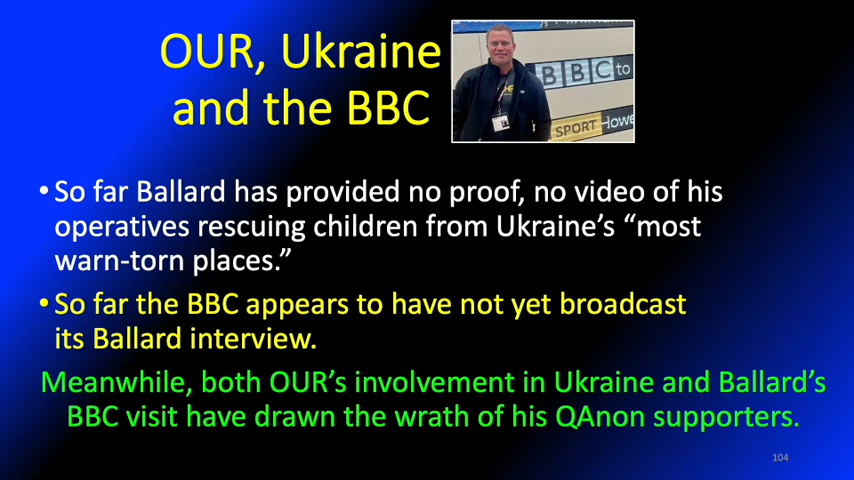 OUR, Ukraine
and the BBC
BBC to
SPORT
• So far Ballard has provided no proof, no video of his
operatives rescuing children from Ukraine's “most
warn-torn places.”
• So far the BBC appears to have not yet broadcast
its Ballard interview.
Meanwhile, both OUR's involvement in Ukraine and Ballard's
BBC visit have drawn the wrath of his QAnon supporters.
104